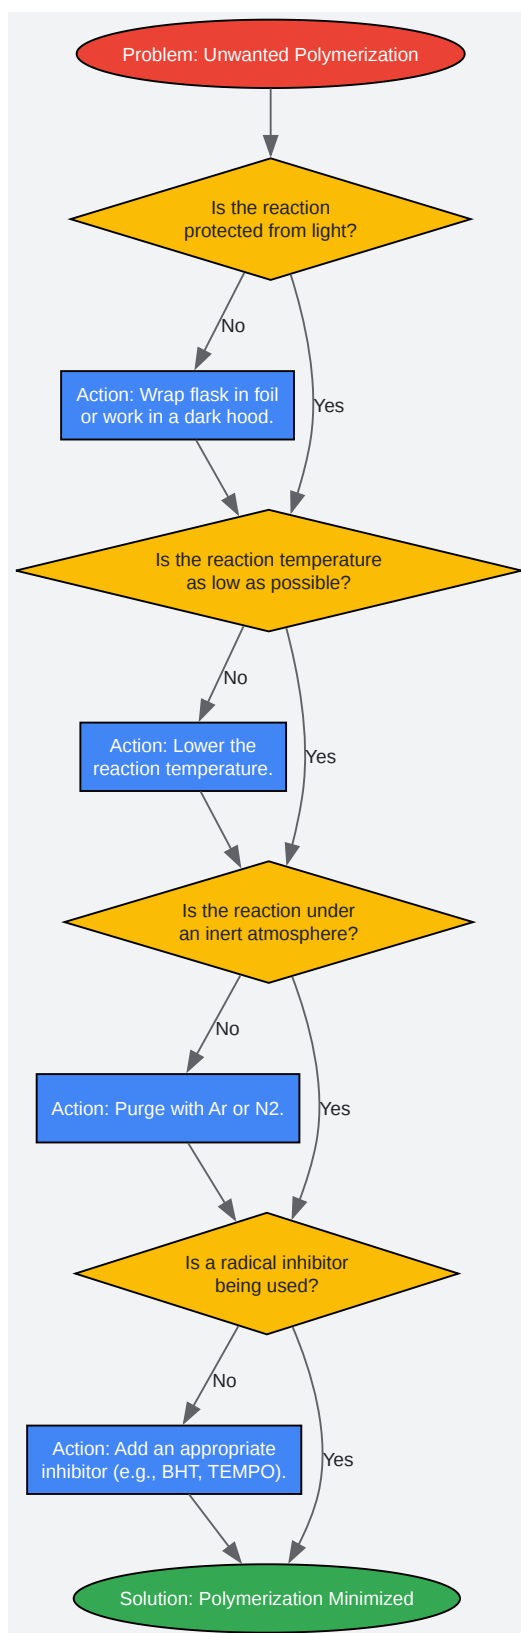 Problem: Unwanted Polymerization
Is the reaction
protected from light?
No
Action: Wrap flask in foil
or work in a dark hood.
Yes
Is the reaction temperature
as low as possible?
No
Action: Lower the
reaction temperature.
Yes
Is the reaction under
an inert atmosphere?
No
Action: Purge with Ar or N2.
Yes
Is a radical inhibitor
being used?
No
Action: Add an appropriate
inhibitor (e.g., BHT, TEMPO).
Yes
Solution: Polymerization Minimized